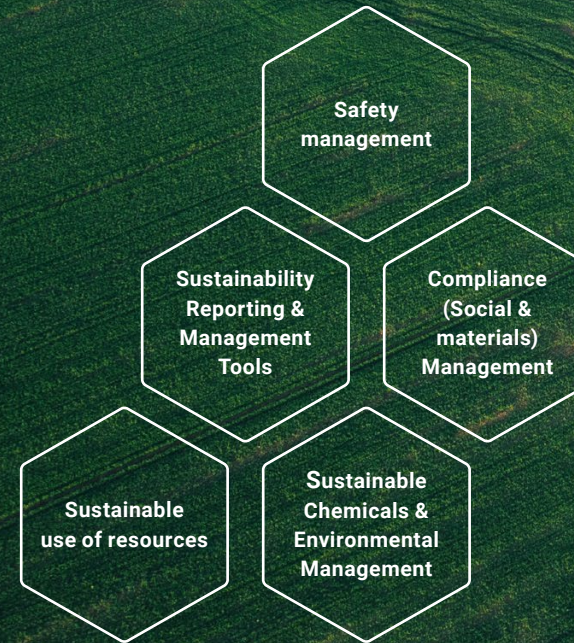 Safety
management
Sustainability
Reporting &
Management
Tools
Compliance
(Social &
materials)
Management
Sustainable
use of resources
Sustainable
Chemicals &
Environmental
Management